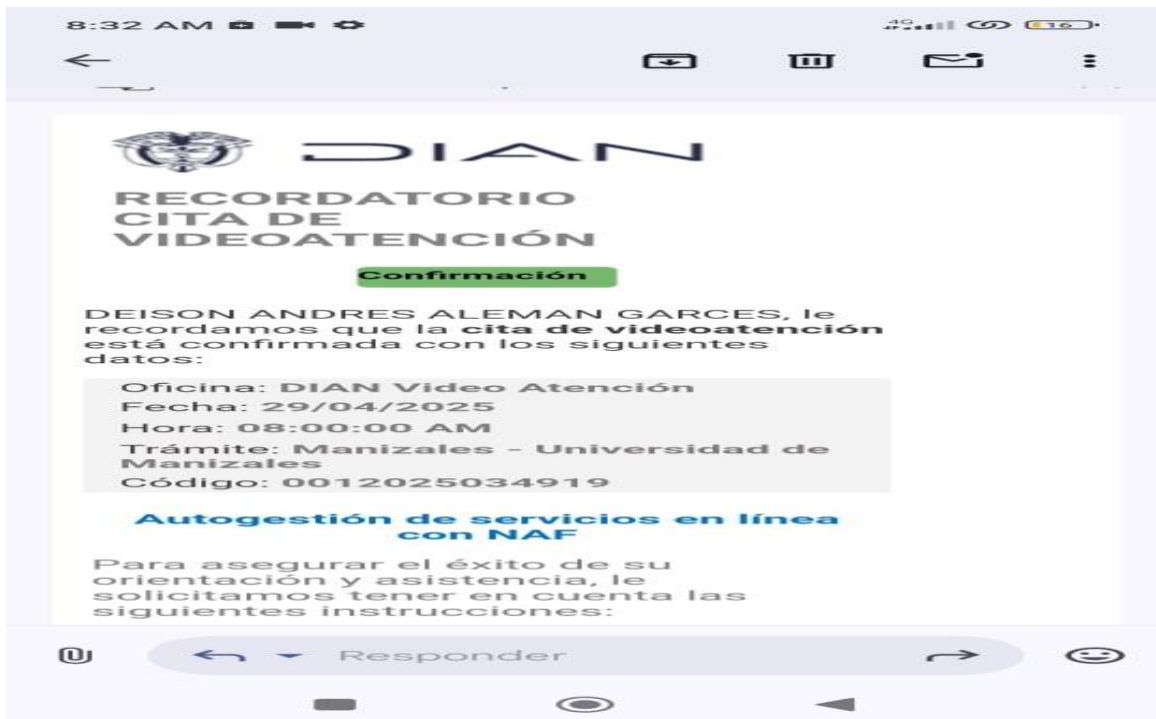 8:32 AM
4G
16
DIAN
RECORDATORIO
CITA DE
VIDEOATENCIÓN
Confirmación
DEISON ANDRES ALEMAN GARCES, le
recordamos que la cita de videoatención
está confirmada con los siguientes
datos:
Oficina: DIAN Video Atención
Fecha: 29/04/2025
Hora: 08:00:00 AM
Trámite: Manizales - Universidad de
Manizales
Código: 0012025034919
Autogestión de servicios en línea
con NAF
Para asegurar el éxito de su
orientación y asistencia, le
solicitamos tener en cuenta las
siguientes instrucciones:
Responder